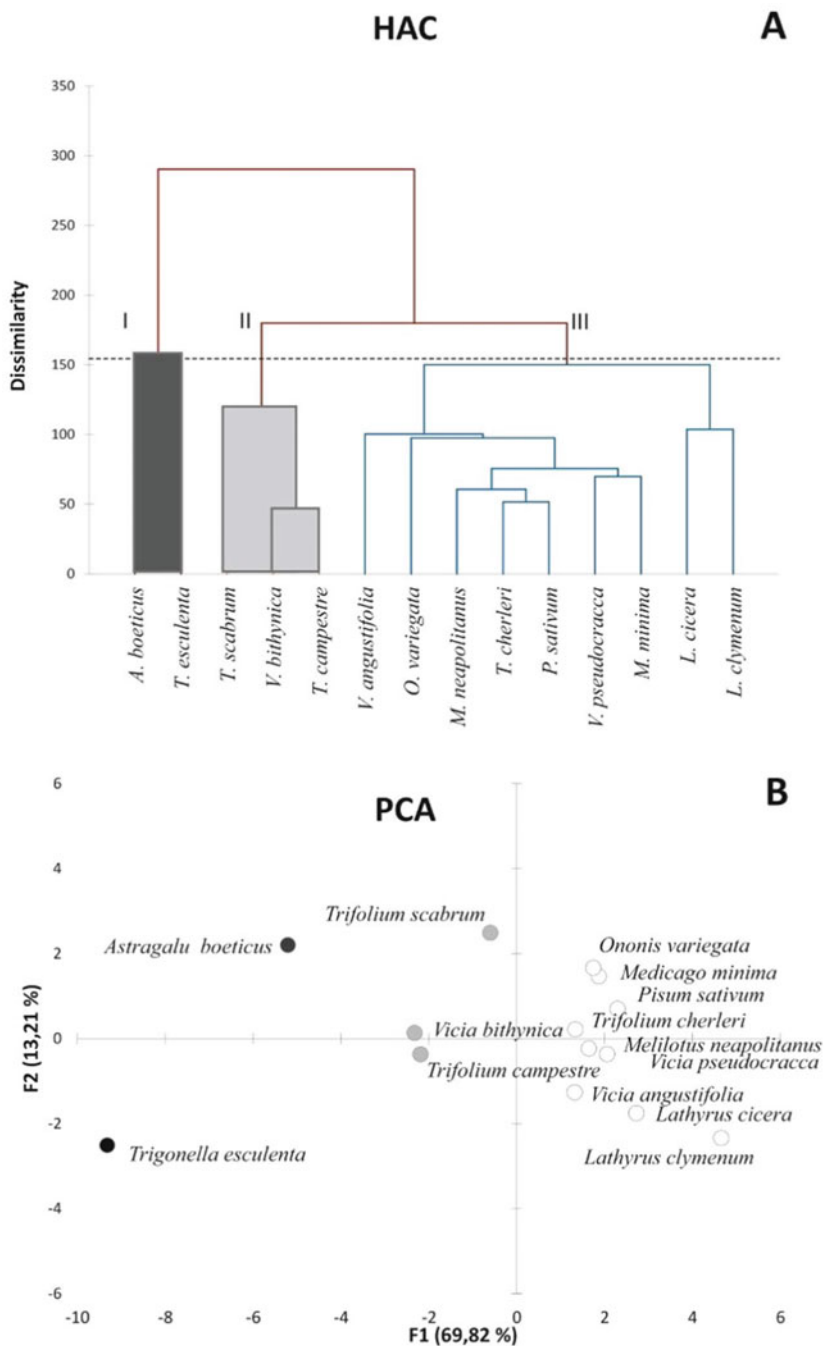 HAC
A
350
300
250
200
150
100
50
0
Dissimilarity
I
II
III
A. boeticus
T. esculenta
T. scabrum
V. bithynica
T. campestre
V. angustifolia
O. variegata
M. neapolitanus
T. cherleri
P. sativum
V. pseudocracca
M. minima
L. cicera
L. clymenum
PCA
B
6
4
2
0
-2
-4
-6
F2 (13,21 %)
Trifolium scabrum
Astragalu boeticus
Ononis variegata
Medicago minima
Pisum sativum
Vicia bithynica
Trifolium cherleri
Melilotus neapolitanus
Vicia pseudocracca
Trifolium campestre
Vicia angustifolia
Lathyrus cicera
Trigonella esculenta
Lathyrus clymenum
-10 -8 -6 -4 -2 0 2 4 6
F1 (69,82 %)